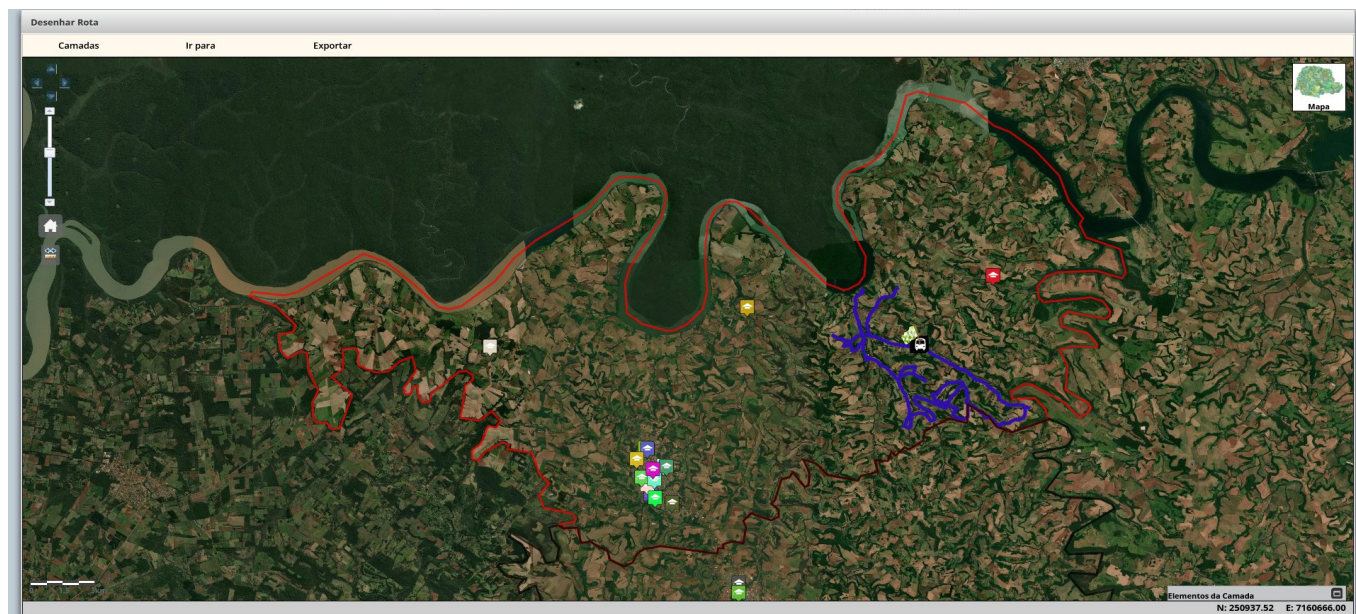 Desenhar Rota
Camadas Ir para Exportar
Mapa
Elementos da Camada
N: 250937.52 E: 7160666.00